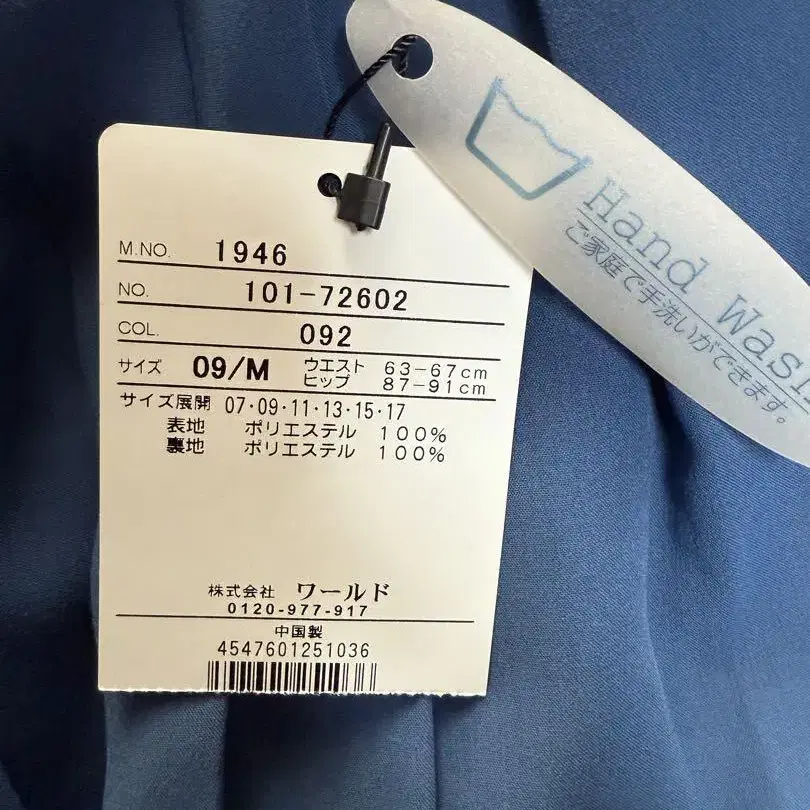 Hand Wash
ご家庭で手洗いができます。
M.NO. 1946
NO. 101-72602
COL. 092
サイズ 09/M ウエスト 63-67cm
ヒップ 87-91cm
サイズ展開 07・09・11・13・15・17
表地 ポリエステル 100%
裏地 ポリエステル 100%
株式会社 ワールド
0120-977-917
中国製
4547601251036